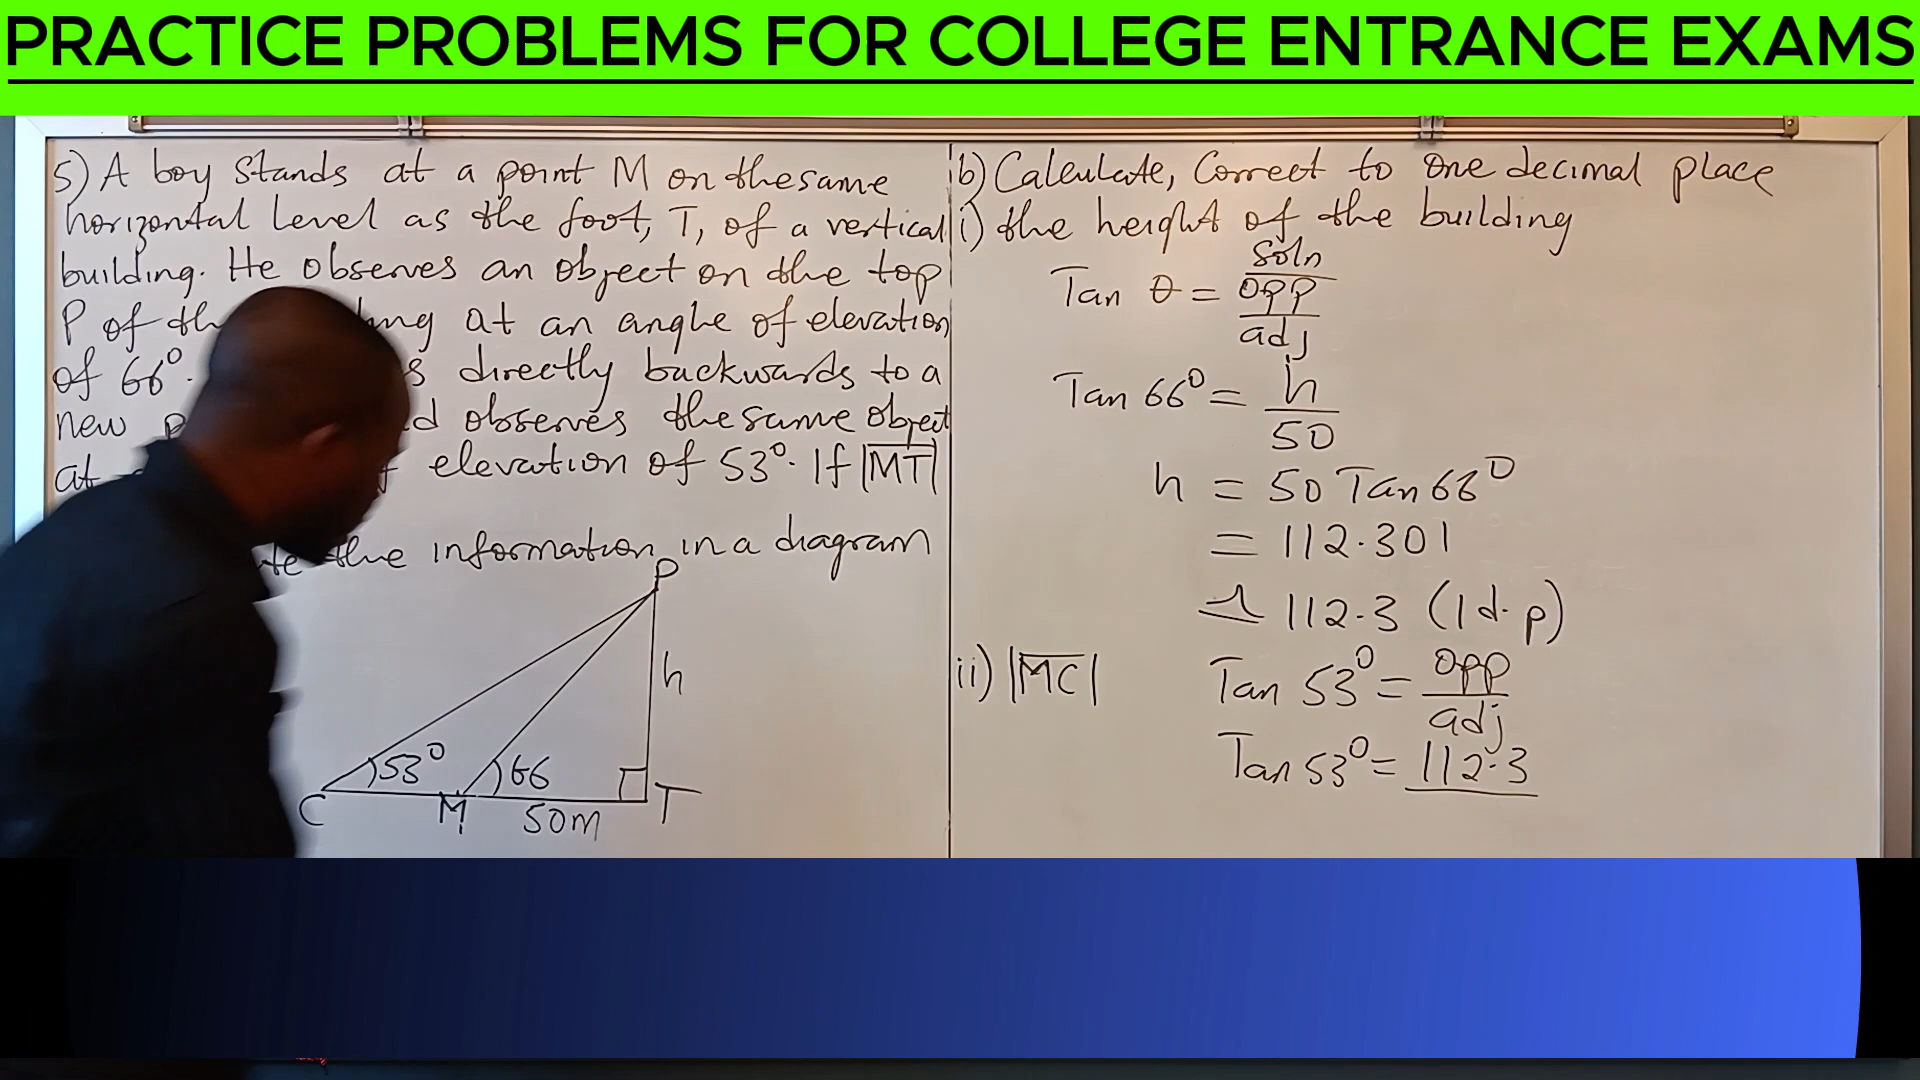 PRACTICE PROBLEMS FOR COLLEGE ENTRANCE EXAMS
5) A boy stands at a point M on the same
horizontal level as the foot, T, of a vertical
building. He observes an object on the top
P of at an angle of elevation
of 66°. directly backwards to a
new observes the same object
at elevation of 53°. If |MT|
the information in a diagram
P
h
53°
66
C
M
50m
T
b) Calculate, Correct to one decimal place
i) the height of the building
soln
Tan θ = opp
adj
Tan 66° = h
50
h = 50 Tan 66°
= 112.301
≏ 112.3 (1d.p)
ii) |MC|
Tan 53° = opp
adj
Tan 53° = 112.3